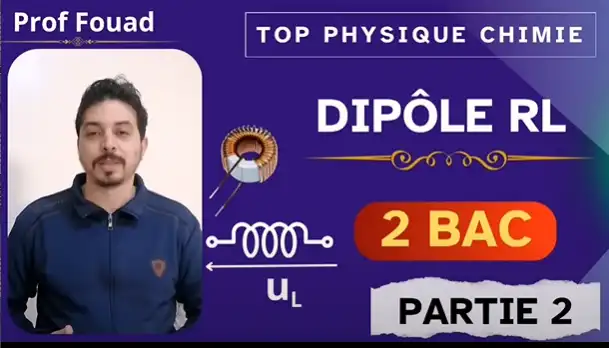 Prof Fouad
TOP PHYSIQUE CHIMIE
DIPÔLE RL
2 BAC
uL
PARTIE 2